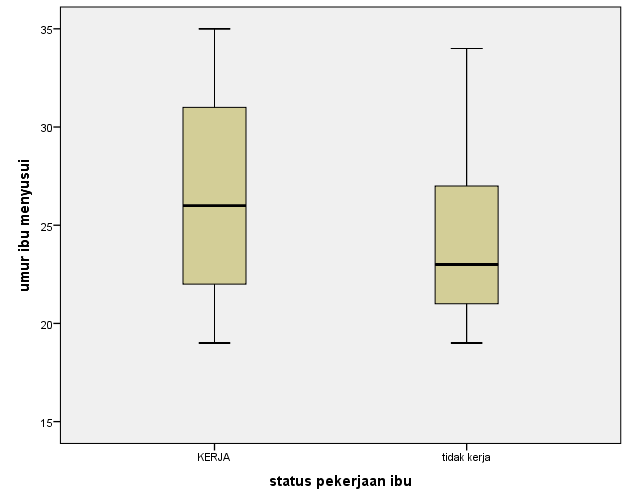 35
30
25
20
15
umur ibu menyusui
KERJA
tidak kerja
status pekerjaan ibu